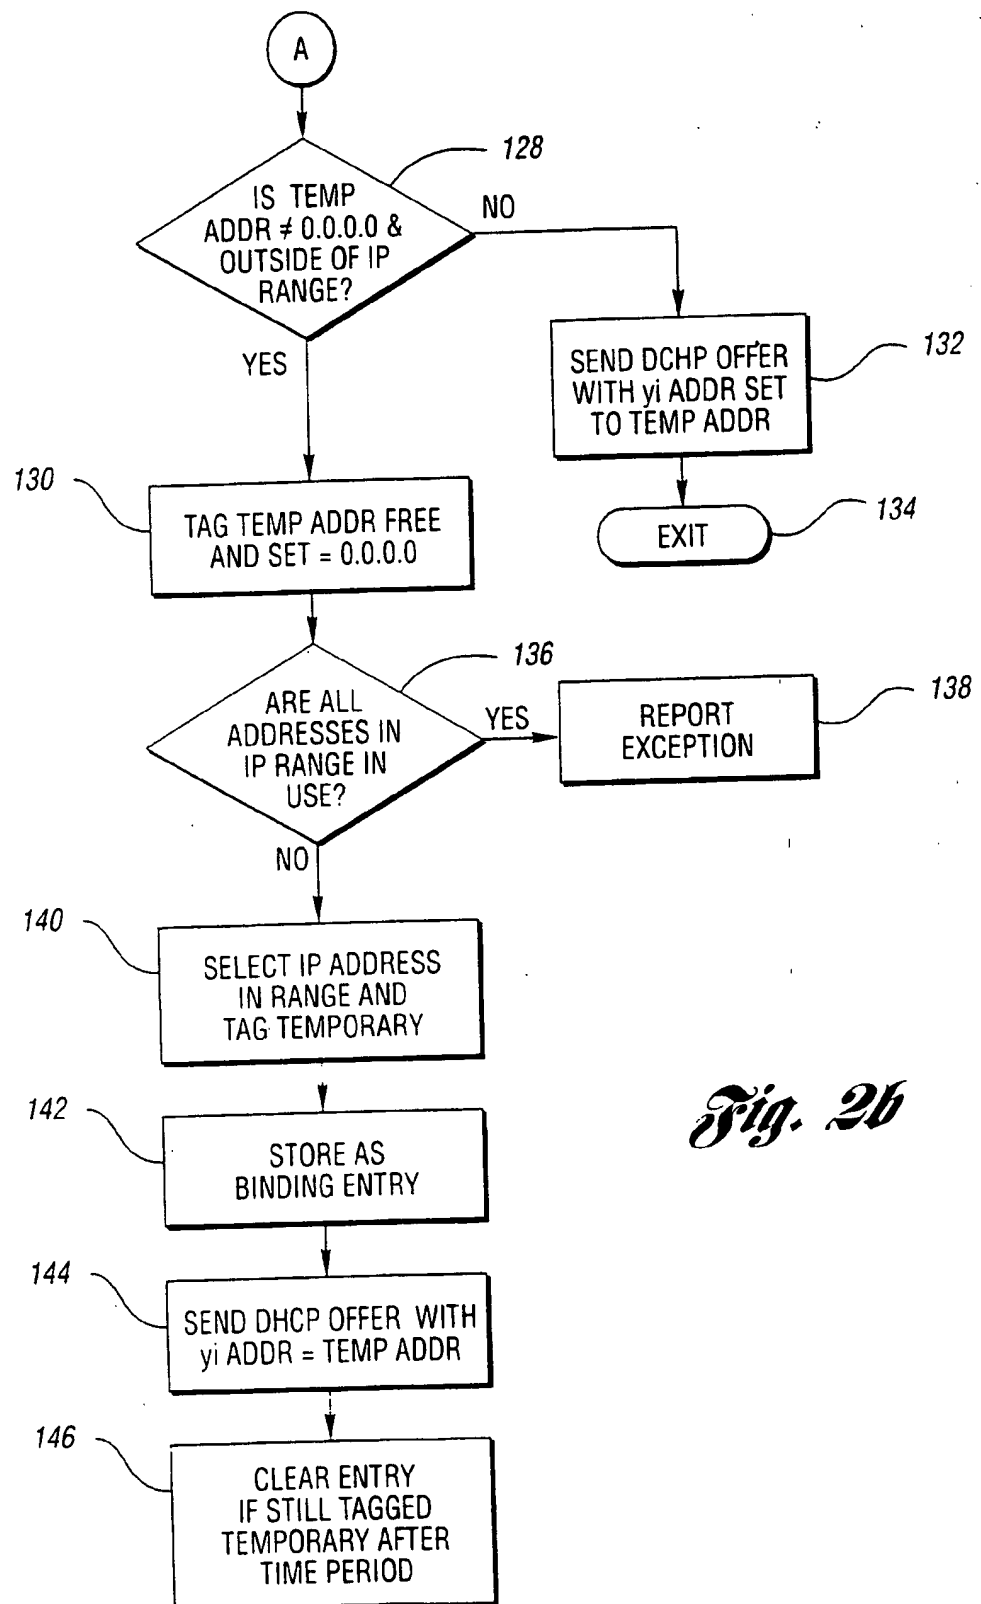 A
128
IS TEMP
ADDR ≠ 0.0.0.0 &
OUTSIDE OF IP
RANGE?
NO
YES
SEND DCHP OFFER
WITH yi ADDR SET
TO TEMP ADDR
132
130
TAG TEMP ADDR FREE
AND SET = 0.0.0.0
EXIT
134
136
ARE ALL
ADDRESSES IN
IP RANGE IN
USE?
YES
REPORT
EXCEPTION
138
NO
140
SELECT IP ADDRESS
IN RANGE AND
TAG TEMPORARY
142
STORE AS
BINDING ENTRY
Fig. 2b
144
SEND DHCP OFFER WITH
yi ADDR = TEMP ADDR
146
CLEAR ENTRY
IF STILL TAGGED
TEMPORARY AFTER
TIME PERIOD